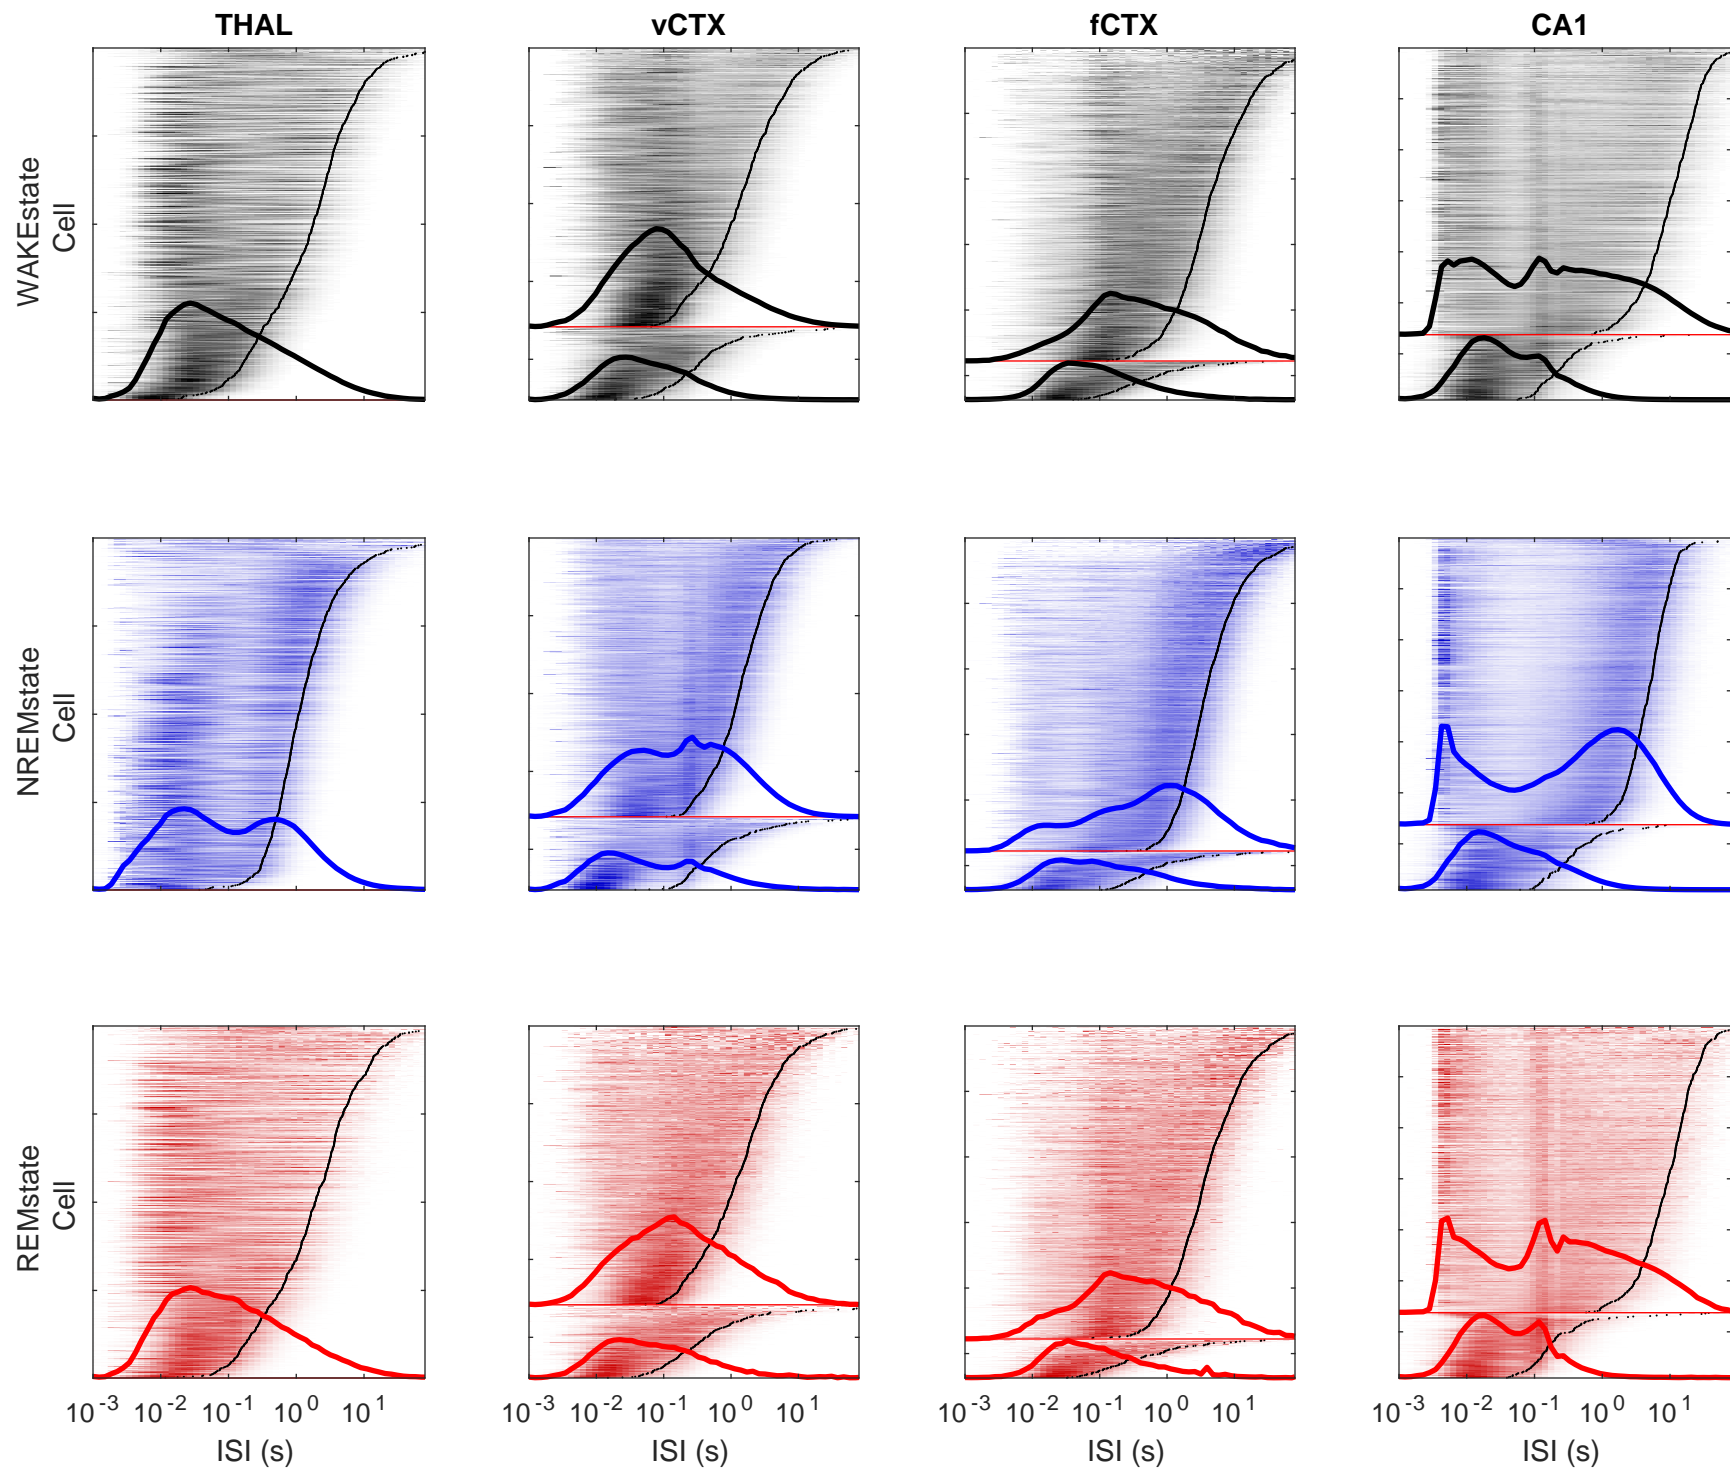 THAL vCTX fCTX CA1
WAKEstate
Cell
NREMstate
Cell
REMstate
Cell
10^-3 10^-2 10^-1 10^0 10^1 10^-3 10^-2 10^-1 10^0 10^1 10^-3 10^-2 10^-1 10^0 10^1 10^-3 10^-2 10^-1 10^0 10^1
ISI (s) ISI (s) ISI (s) ISI (s)